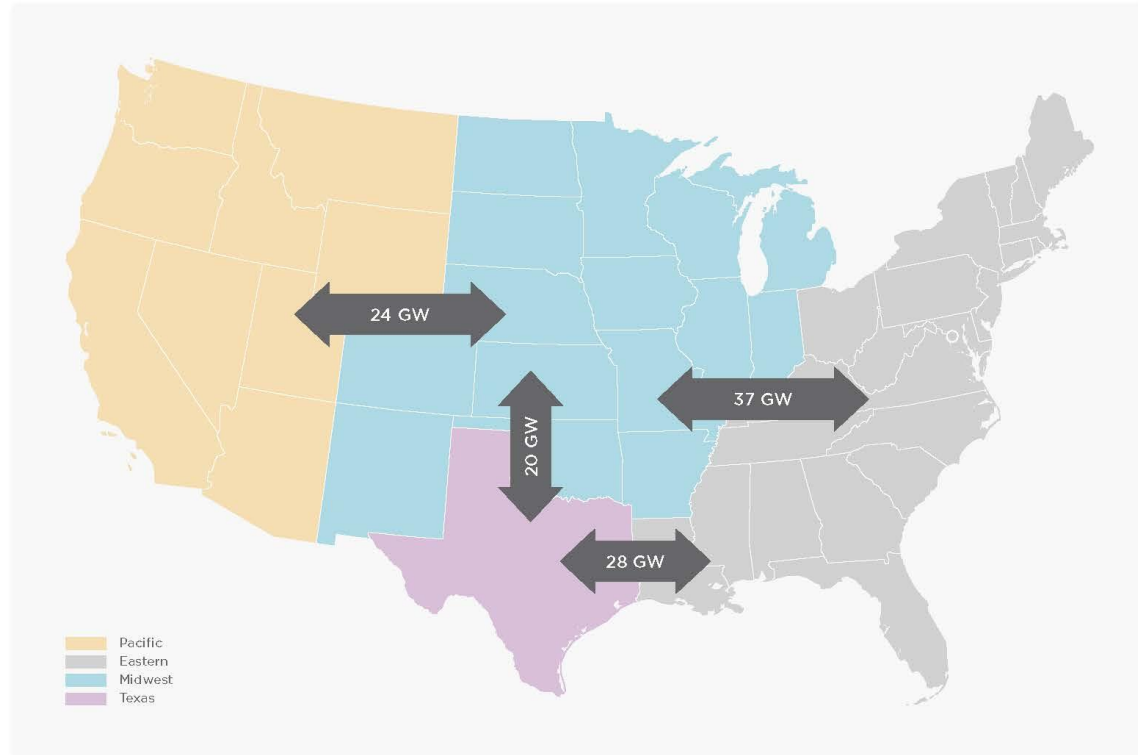 24 GW
37 GW
20 GW
28 GW
Pacific
Eastern
Midwest
Texas